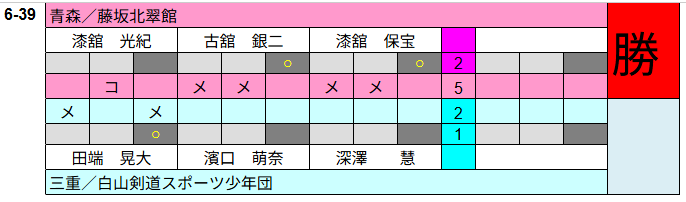 6-39 青森／藤坂北翠館 勝
漆舘　光紀 古舘　銀二 漆舘　保宝
○ ○ 2
コ メ メ メ メ 5
メ メ 2
○ 1
田端　晃大 濱口　萌奈 深澤　慧
三重／白山剣道スポーツ少年団